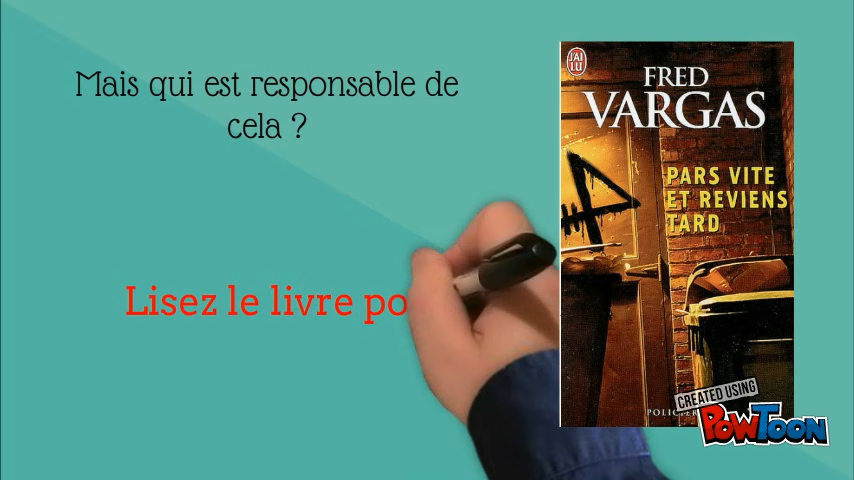 Mais qui est responsable de
cela ?
Lisez le livre po
J'AI
LU
FRED
VARGAS
PARS VITE
ET REVIENS
TARD
CREATED USING
POWTOON